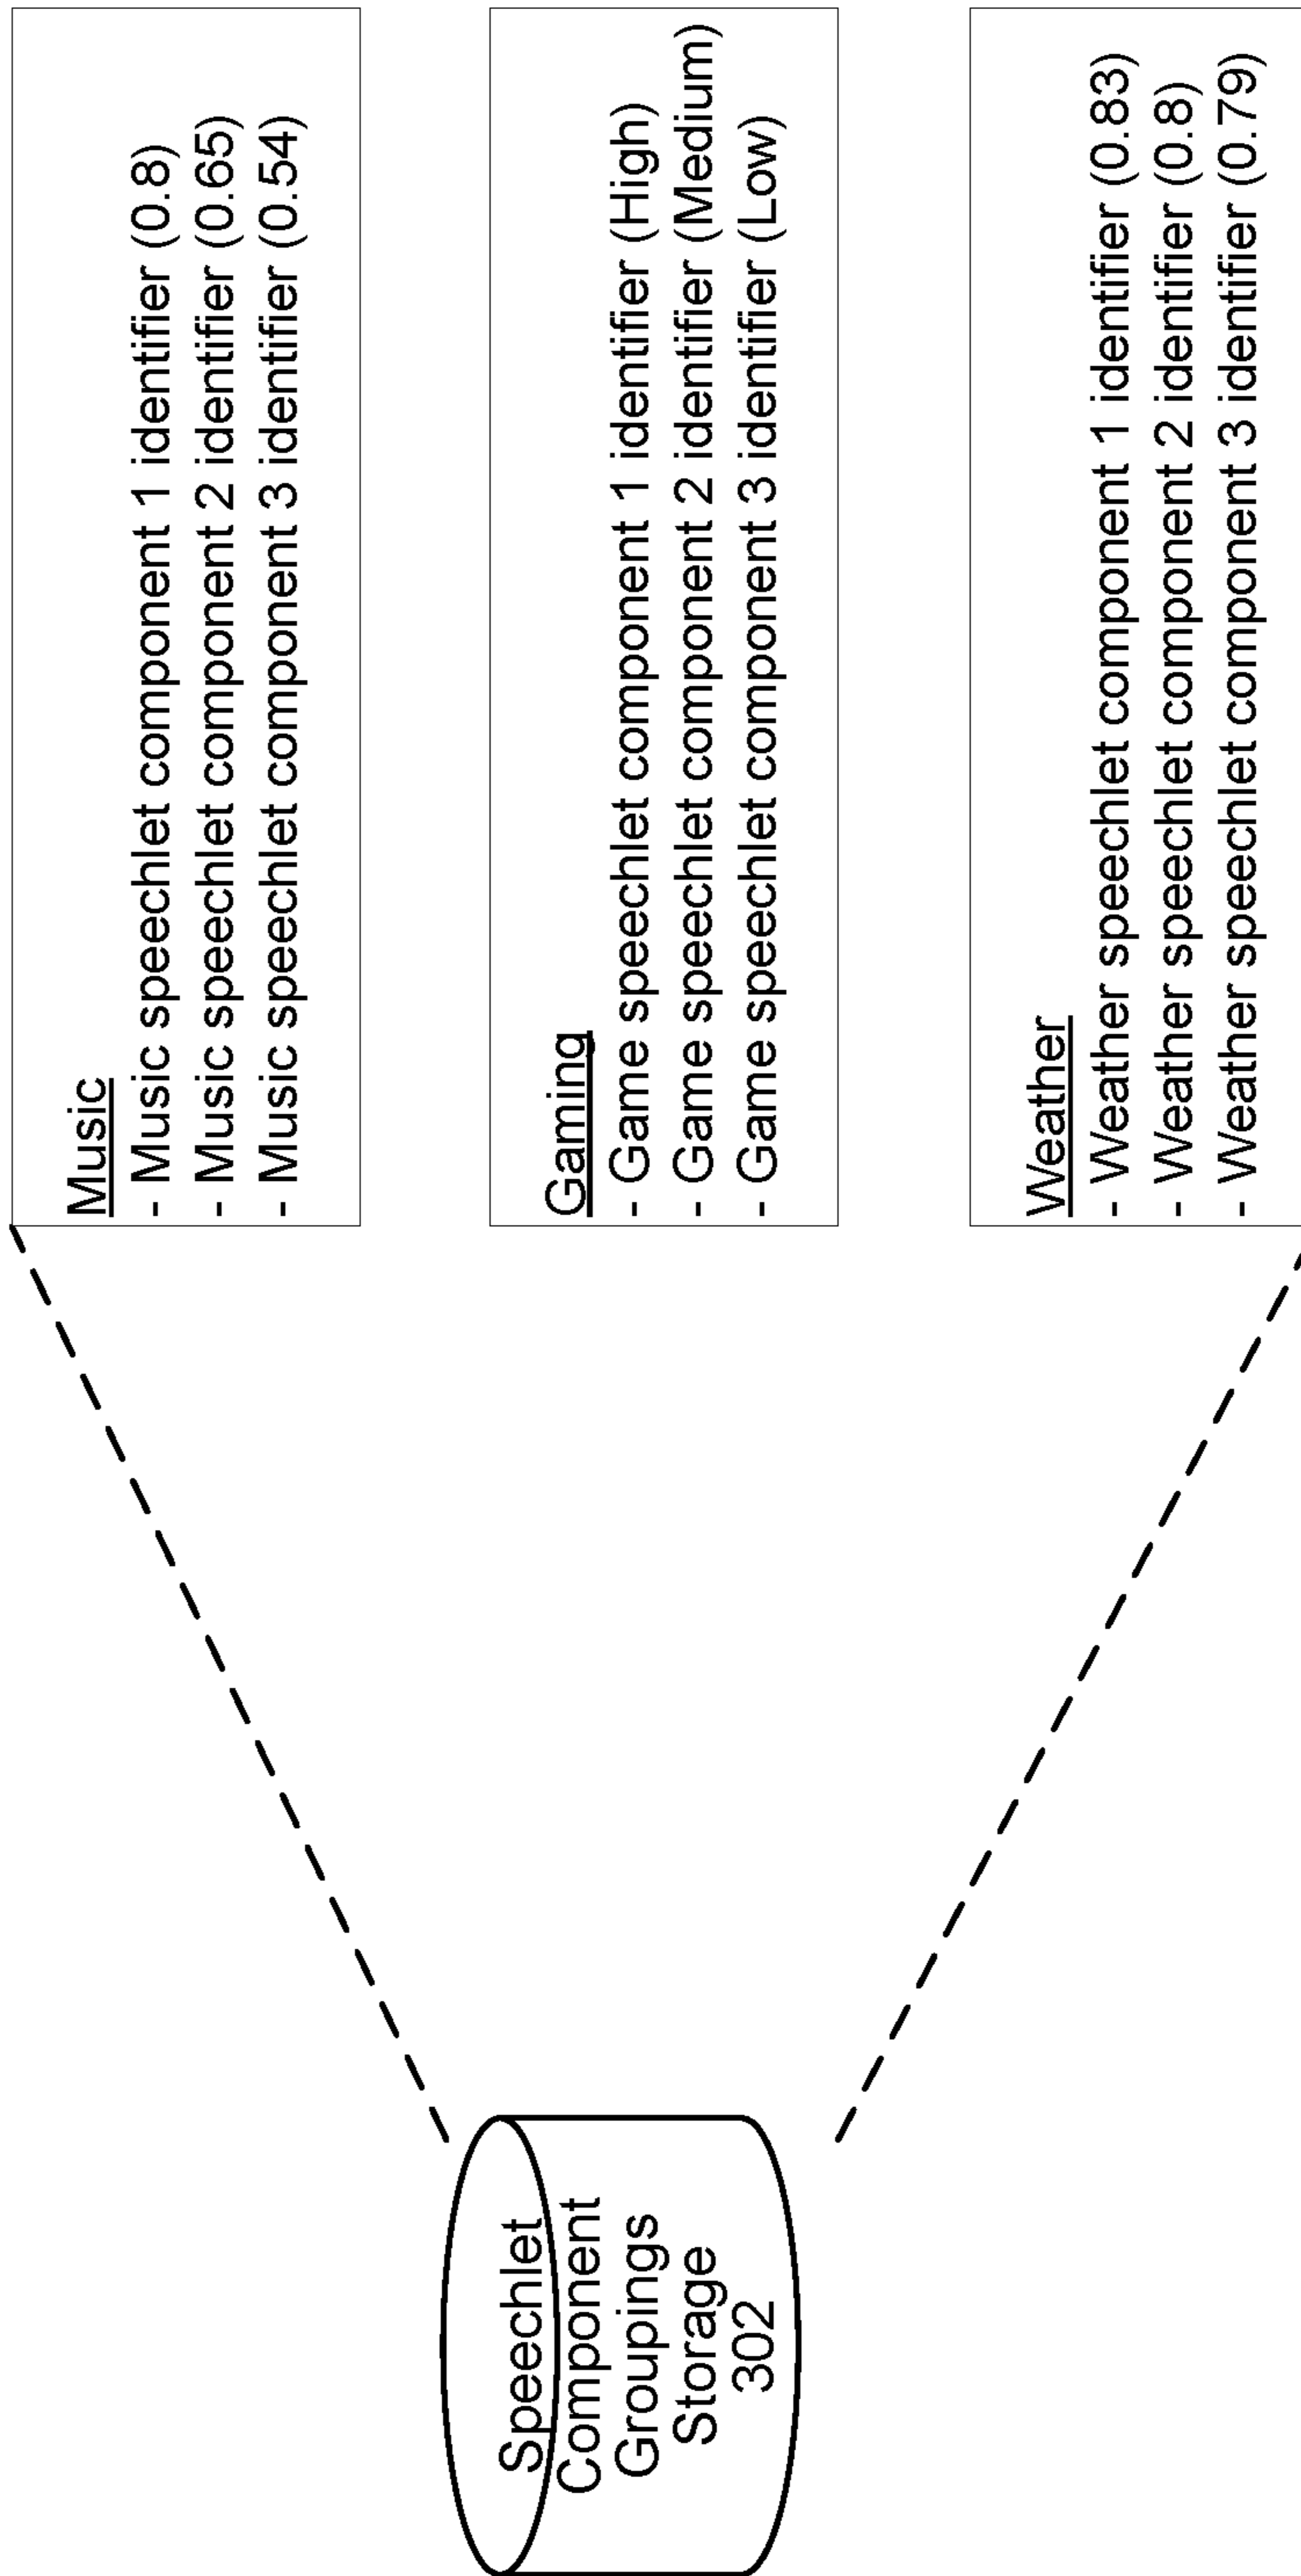 Speechlet
Component
Groupings
Storage
302
Music
- Music speechlet component 1 identifier (0.8)
- Music speechlet component 2 identifier (0.65)
- Music speechlet component 3 identifier (0.54)
Gaming
- Game speechlet component 1 identifier (High)
- Game speechlet component 2 identifier (Medium)
- Game speechlet component 3 identifier (Low)
Weather
- Weather speechlet component 1 identifier (0.83)
- Weather speechlet component 2 identifier (0.8)
- Weather speechlet component 3 identifier (0.79)